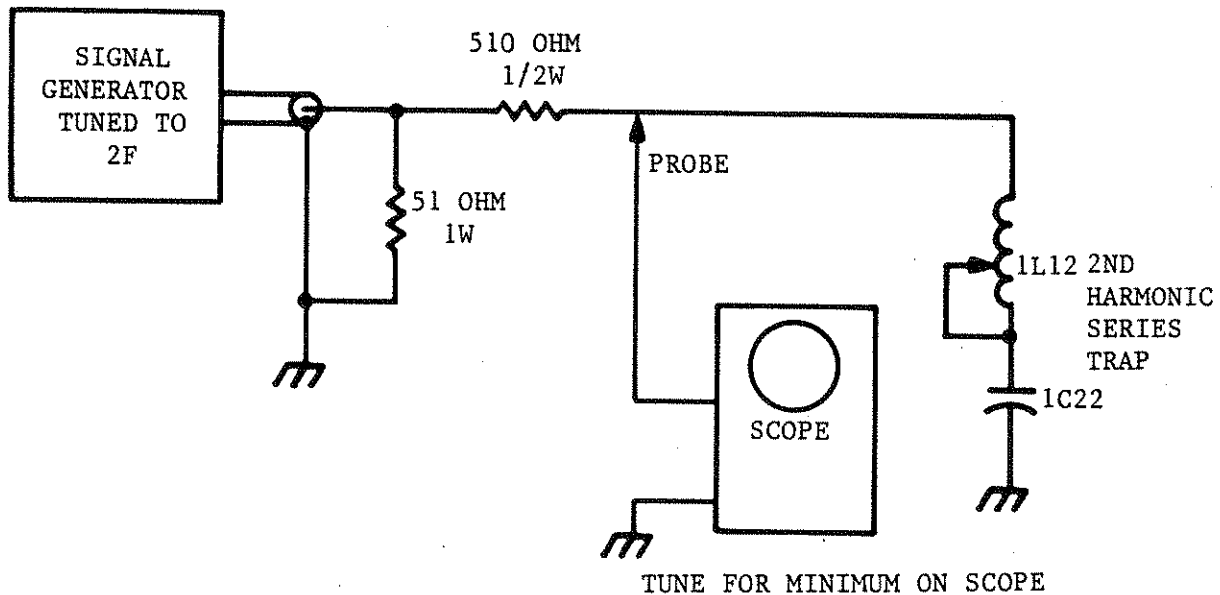 SIGNAL
GENERATOR
TUNED TO
2F
510 OHM
1/2W
51 OHM
1W
PROBE
SCOPE
1L12 2ND
HARMONIC
SERIES
TRAP
1C22
TUNE FOR MINIMUM ON SCOPE